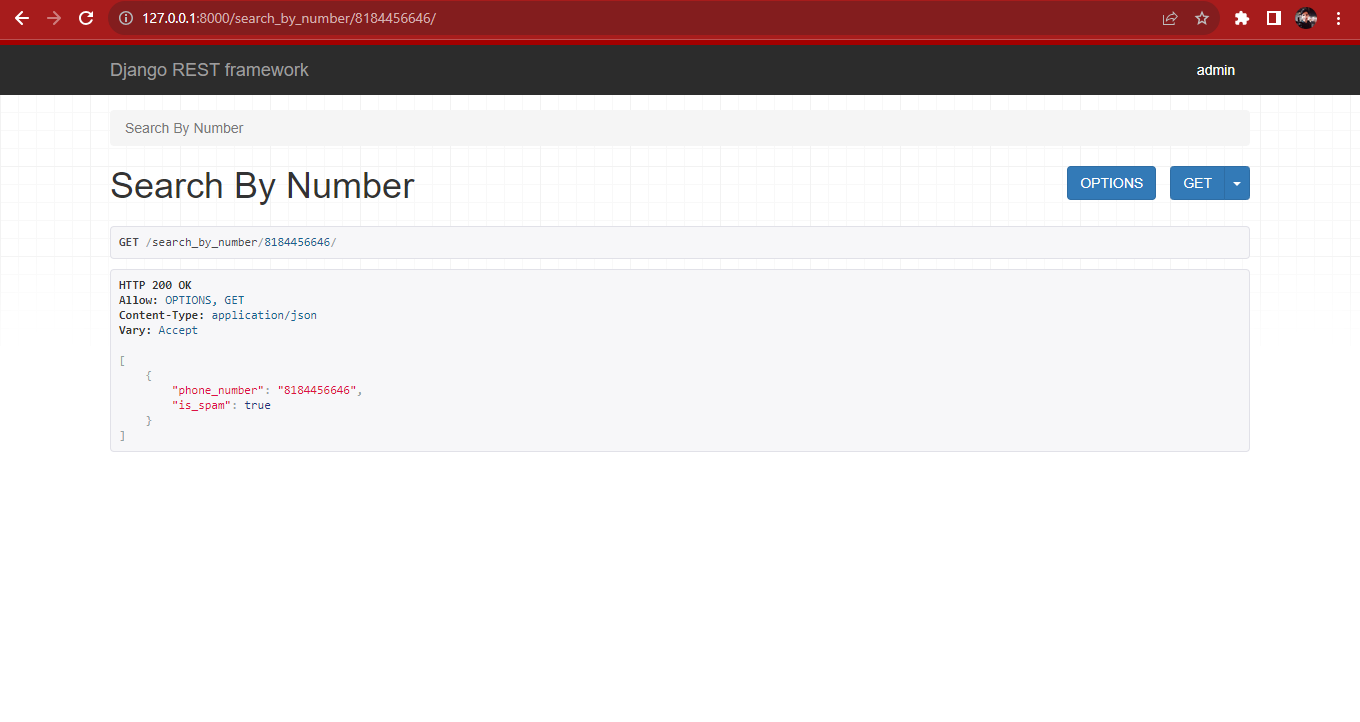 127.0.0.1:8000/search_by_number/8184456646/
Django REST framework
admin
Search By Number
Search By Number
OPTIONS
GET
GET /search_by_number/8184456646/
HTTP 200 OK
Allow: OPTIONS, GET
Content-Type: application/json
Vary: Accept
[
    {
        "phone_number": "8184456646",
        "is_spam": true
    }
]